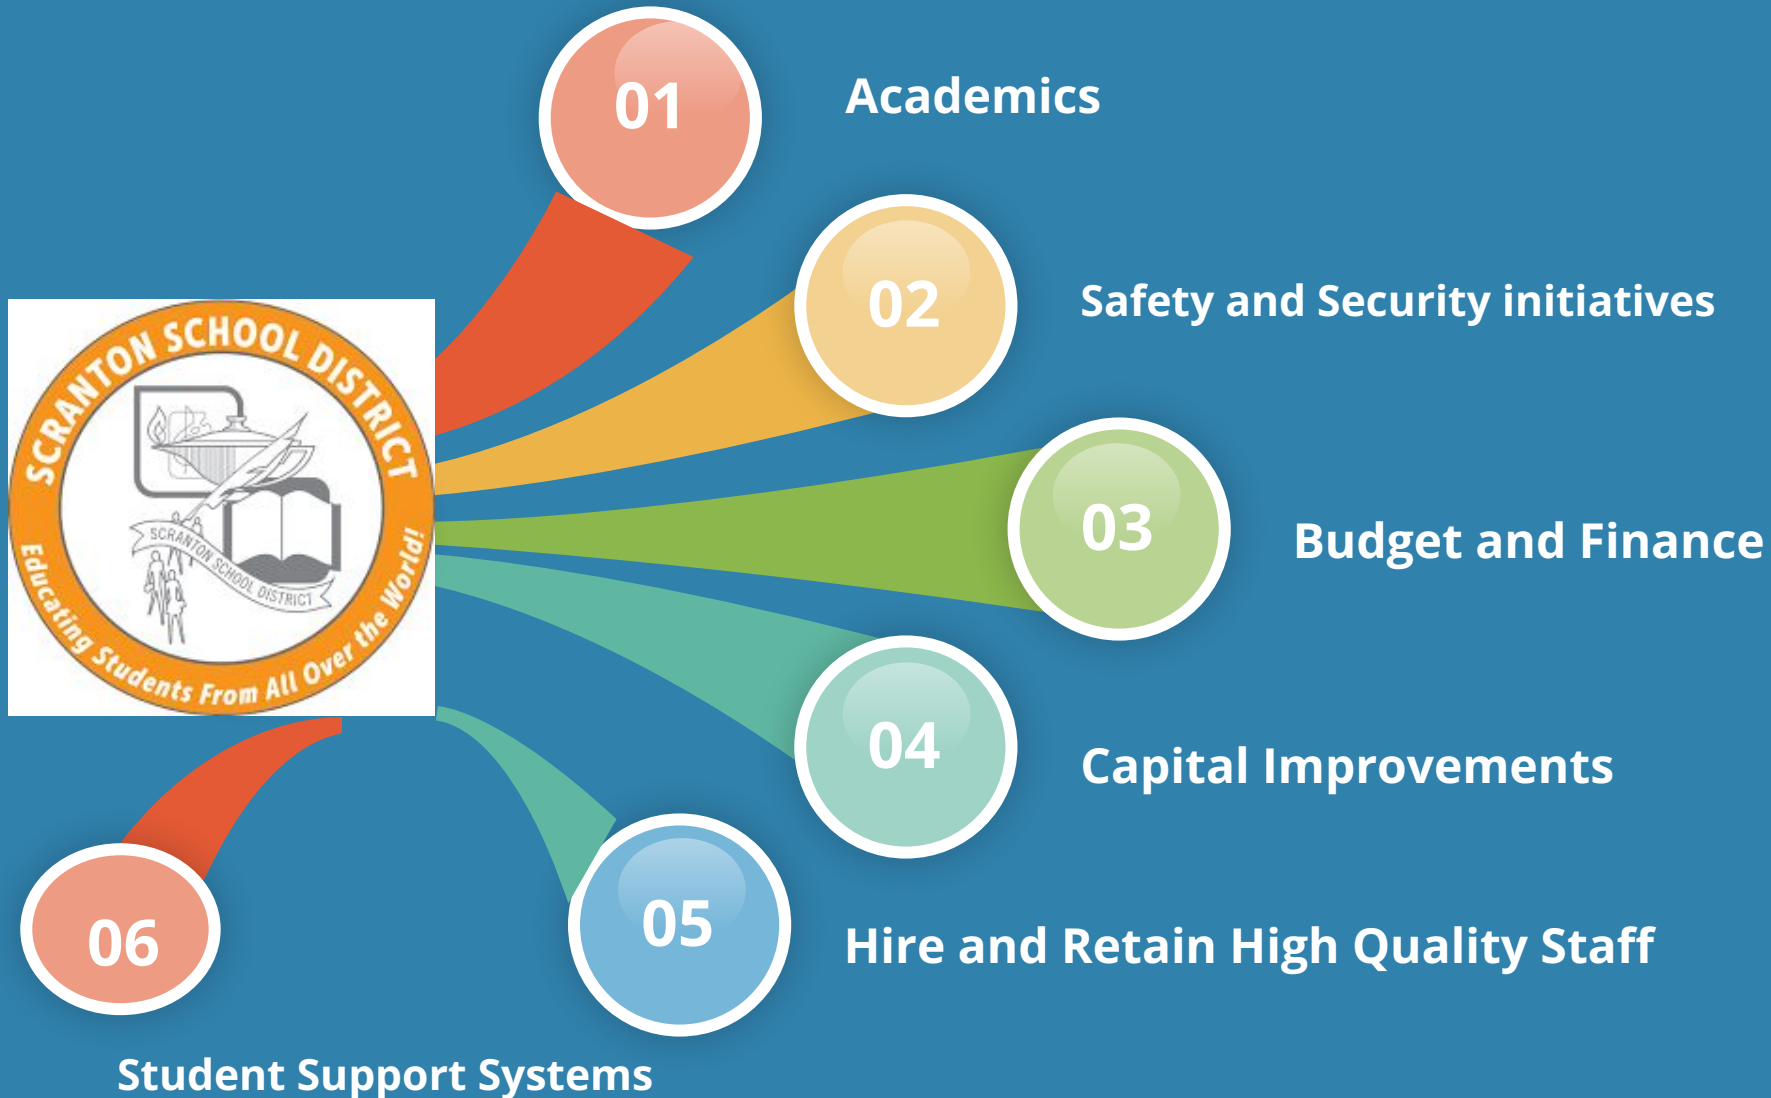 01
Academics
02
Safety and Security initiatives
SCRANTON SCHOOL DISTRICT
SCRANTON SCHOOL DISTRICT
Educating Students From All Over the World!
03
Budget and Finance
04
Capital Improvements
05
Hire and Retain High Quality Staff
06
Student Support Systems